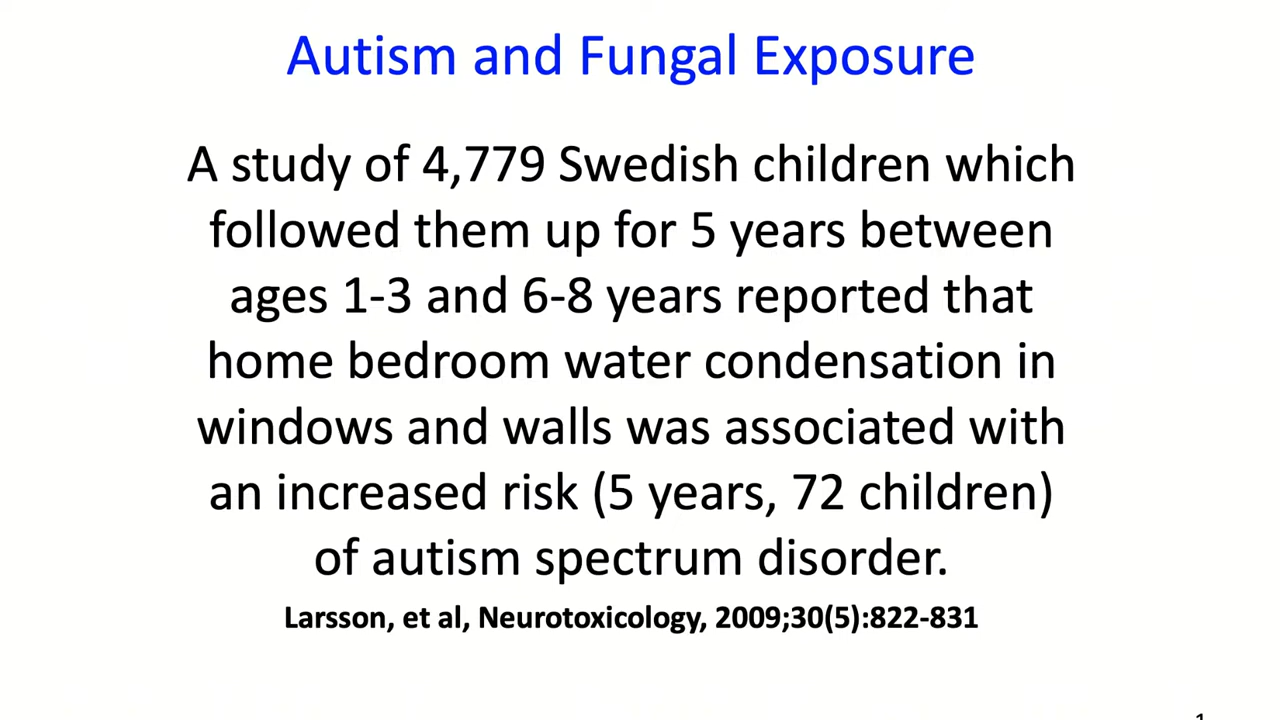 Autism and Fungal Exposure
A study of 4,779 Swedish children which
followed them up for 5 years between
ages 1-3 and 6-8 years reported that
home bedroom water condensation in
windows and walls was associated with
an increased risk (5 years, 72 children)
of autism spectrum disorder.
Larsson, et al, Neurotoxicology, 2009;30(5):822-831